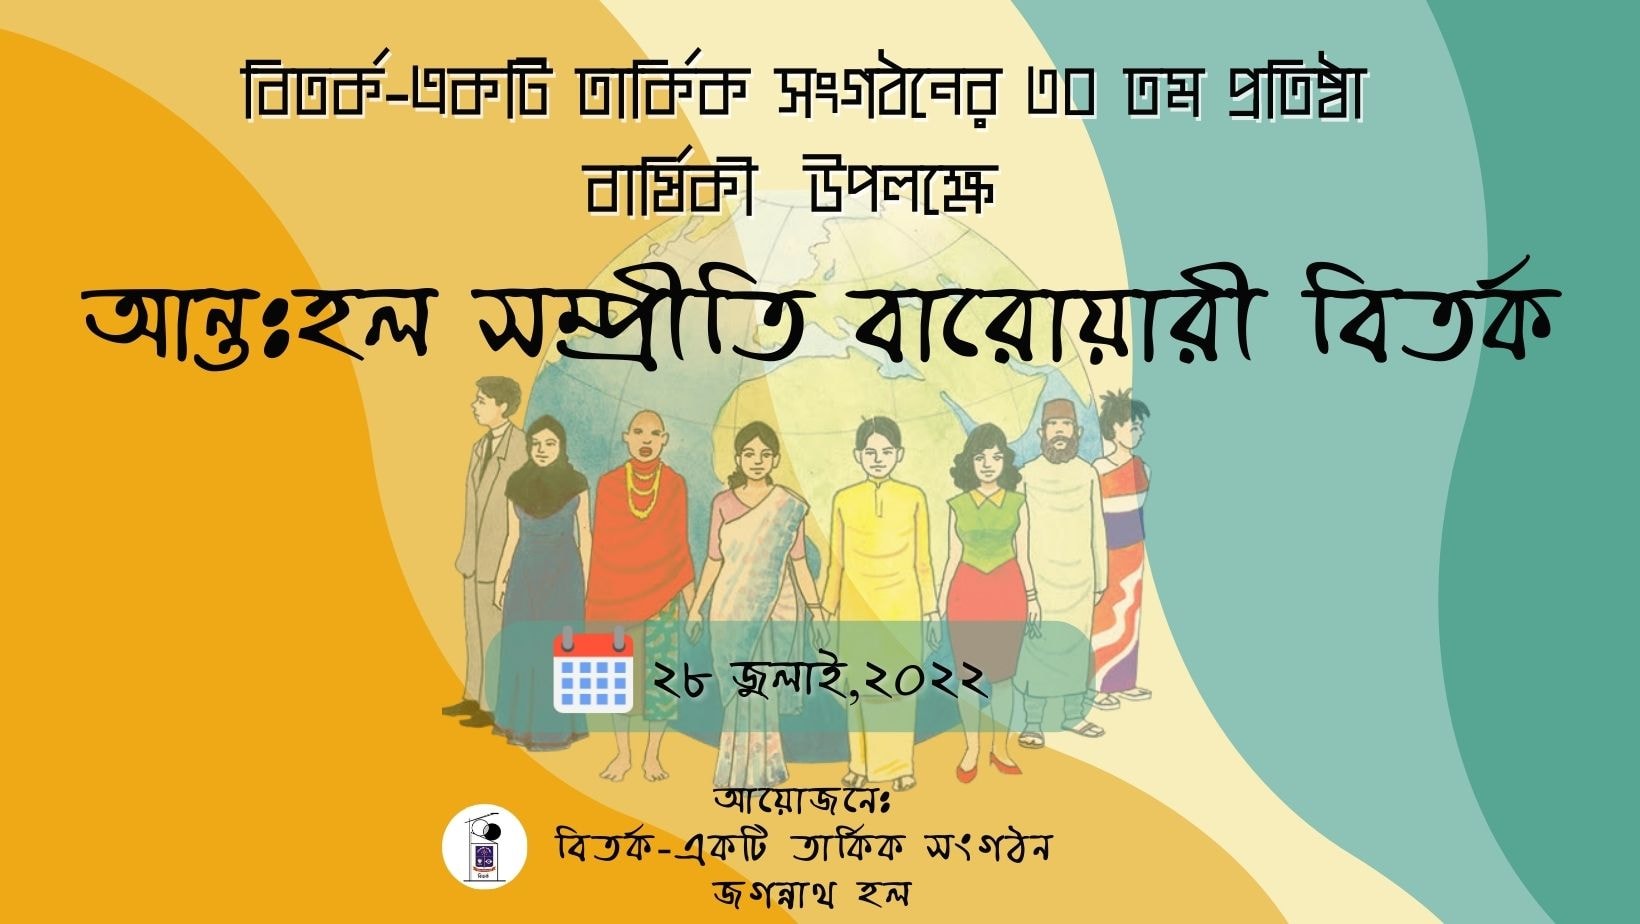 বিতর্ক-একটি তার্কিক সংগঠনের ৩০ তম প্রতিষ্ঠা
বার্ষিকী উপলক্ষে
আন্ত:হল সম্প্রীতি বারোয়ারী বিতর্ক
২৮ জুলাই,২০২২
আয়োজনে:
বিতর্ক-একটি তার্কিক সংগঠন
জগন্নাথ হল